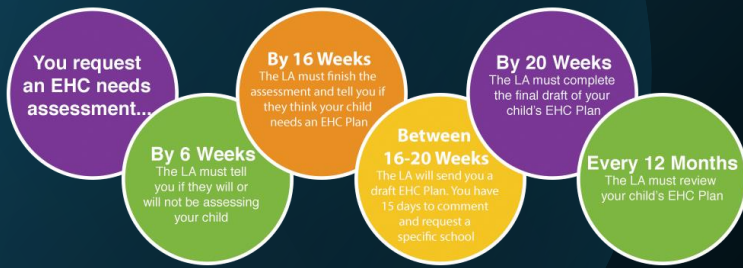 You request
an EHC needs
assessment...
By 6 Weeks
The LA must tell
you if they will or
will not be assessing
your child
By 16 Weeks
The LA must finish the
assessment and tell you if
they think your child
needs an EHC Plan
Between
16-20 Weeks
The LA will send you a
draft EHC Plan. You have
15 days to comment
and request a
specific school
By 20 Weeks
The LA must complete
the final draft of your
child's EHC Plan
Every 12 Months
The LA must review
your child's EHC Plan